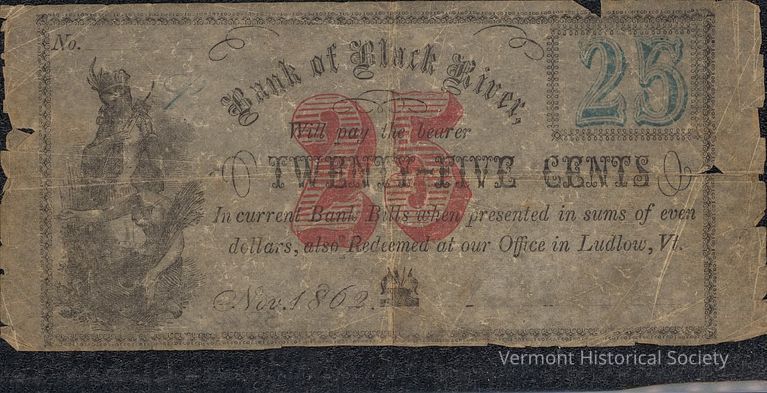 No.
Bank of Black River,
25
25
Will pay the bearer
TWENTY-FIVE CENTS
In current Bank Bills when presented in sums of even
dollars, also Redeemed at our Office in Ludlow, Vt.
Nov. 1862.
Vermont Historical Society